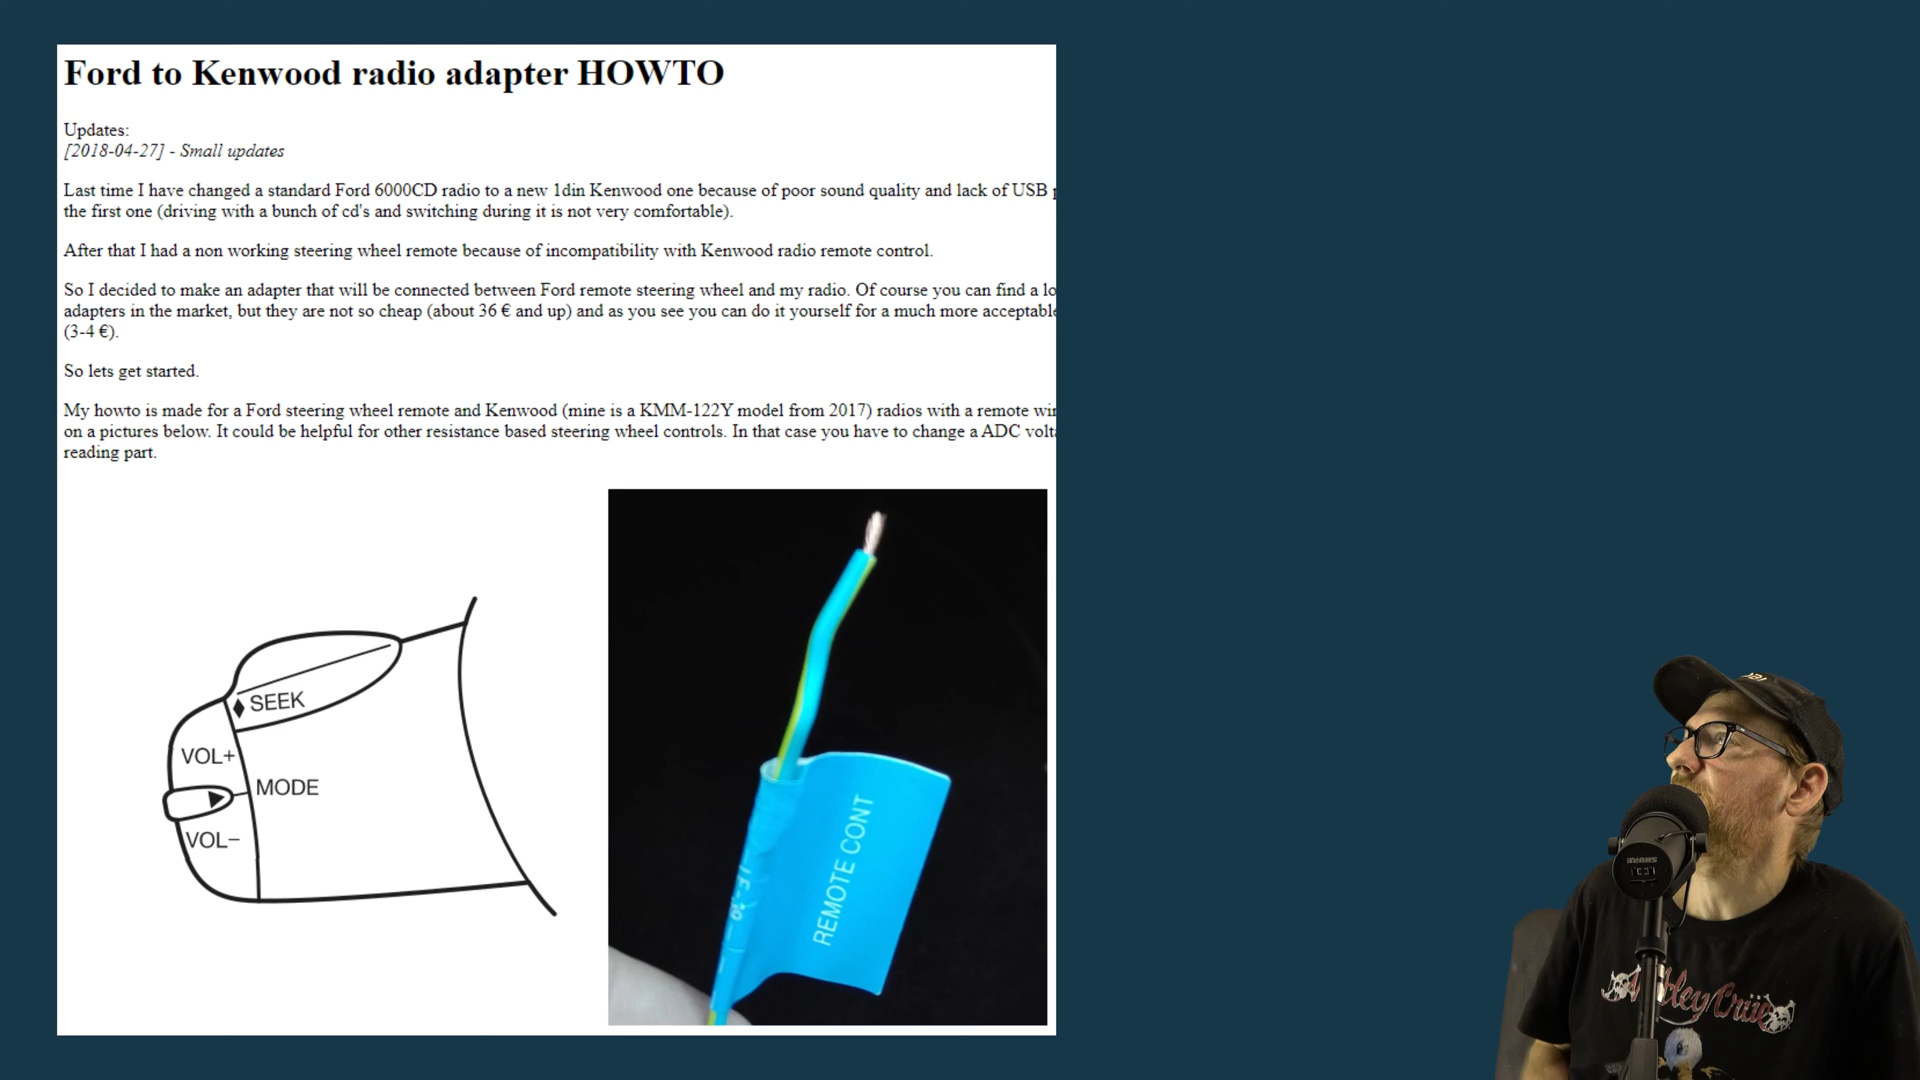 Ford to Kenwood radio adapter HOWTO
Updates:
[2018-04-27] - Small updates
Last time I have changed a standard Ford 6000CD radio to a new 1din Kenwood one because of poor sound quality and lack of USB
the first one (driving with a bunch of cd's and switching during it is not very comfortable).
After that I had a non working steering wheel remote because of incompatibility with Kenwood radio remote control.
So I decided to make an adapter that will be connected between Ford remote steering wheel and my radio. Of course you can find a
adapters in the market, but they are not so cheap (about 36 € and up) and as you see you can do it yourself for a much more acceptable
(3-4 €).
So lets get started.
My howto is made for a Ford steering wheel remote and Kenwood (mine is a KMM-122Y model from 2017) radios with a remote
on a pictures below. It could be helpful for other resistance based steering wheel controls. In that case you have to change a ADC
reading part.
SEEK
VOL+
MODE
VOL−
REMOTE CONT
SHURE
Mötley Crüe